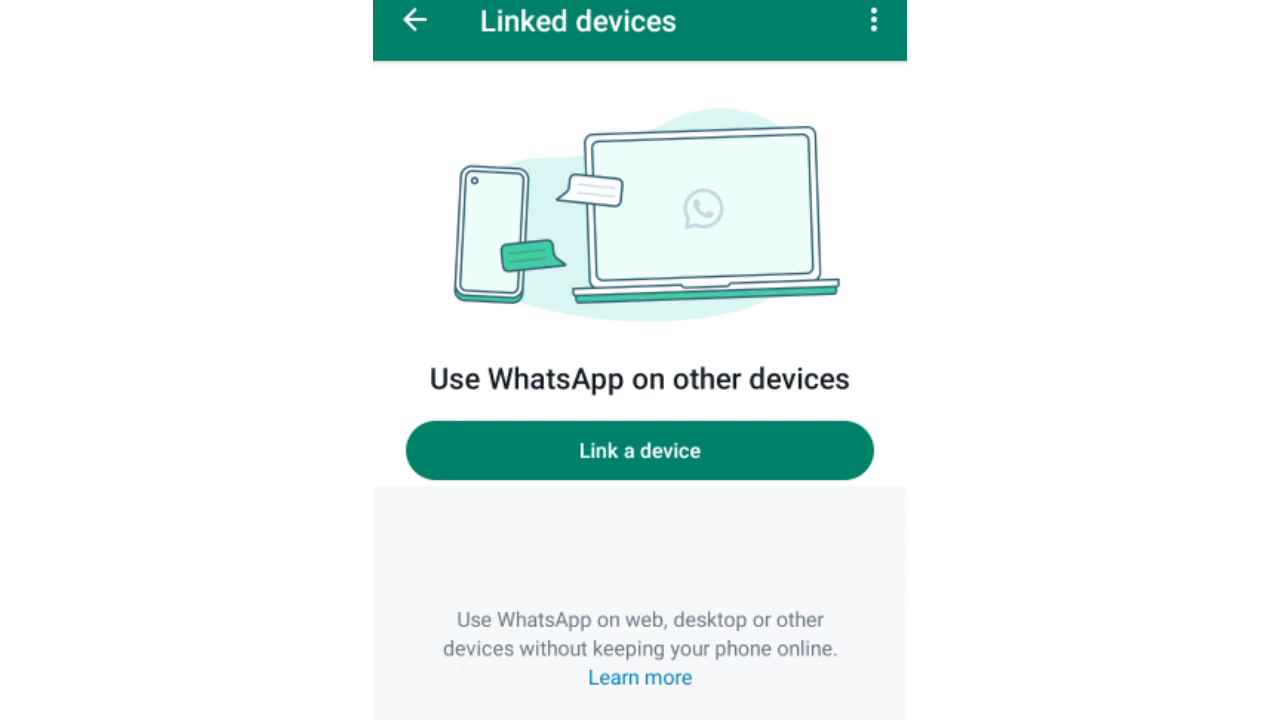 Linked devices
Use WhatsApp on other devices
Link a device
Use WhatsApp on web, desktop or other
devices without keeping your phone online.
Learn more